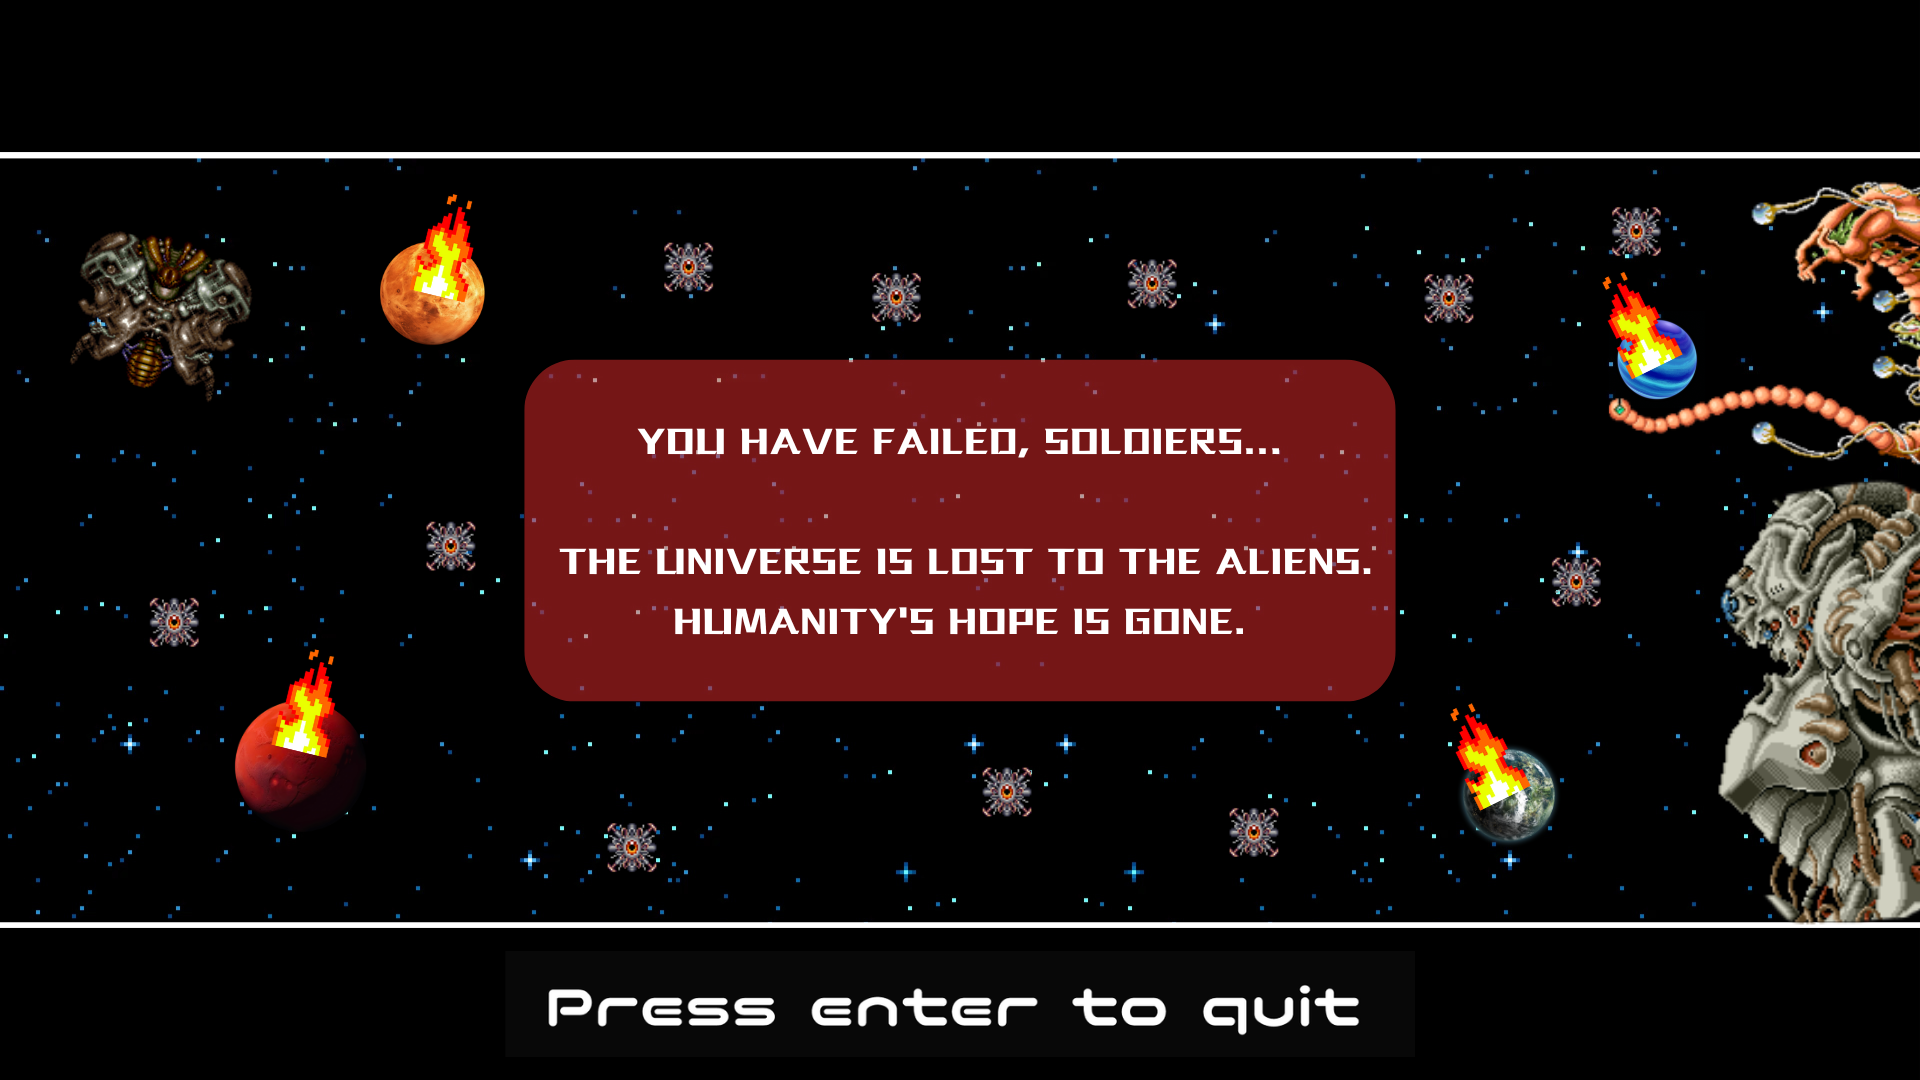 YOU HAVE FAILED, SOLDIERS...
THE UNIVERSE IS LOST TO THE ALIENS.
HUMANITY'S HOPE IS GONE.
Press enter to quit